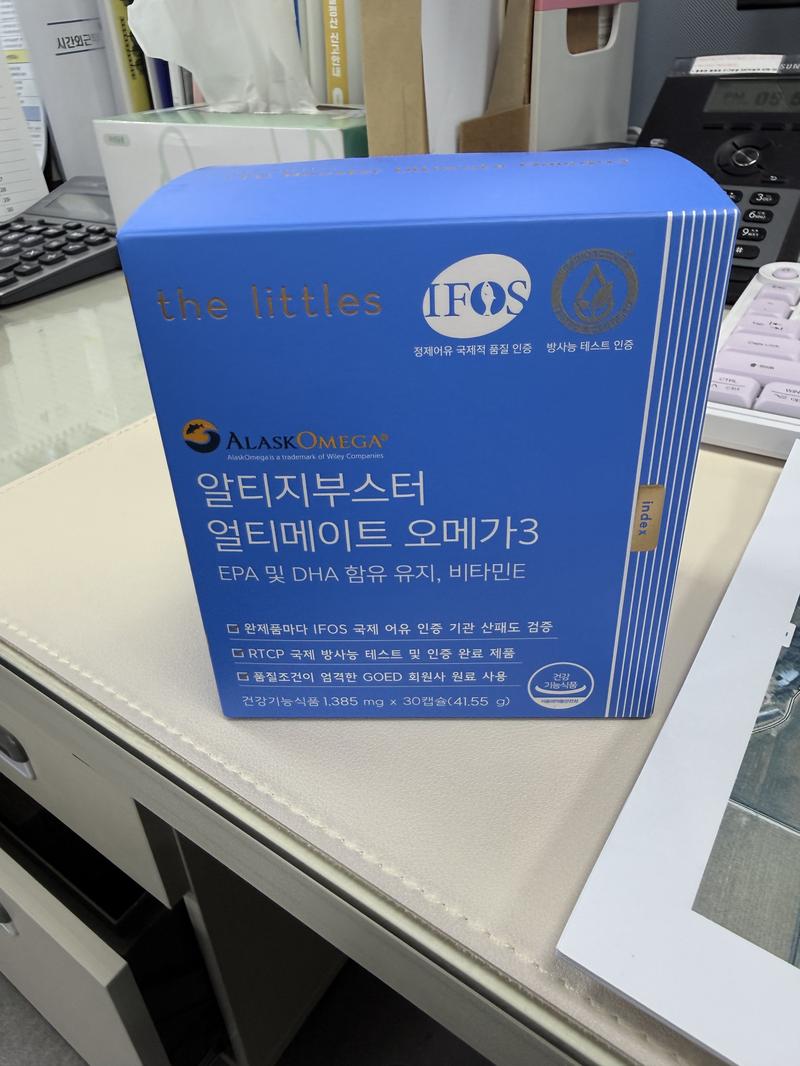 시간외근
the littles
IFOS
정제어유 국제적 품질 인증
방사능 테스트 인증
ALASKOMEGA®
AlaskOmega is a trademark of Wiley Companies
알티지부스터
얼티메이트 오메가3
EPA 및 DHA 함유 유지, 비타민E
index
완제품마다 IFOS 국제 어유 인증 기관 산패도 검증
RTCP 국제 방사능 테스트 및 인증 완료 제품
품질조건이 엄격한 GOED 회원사 원료 사용
건강기능식품 1,385 mg x 30캡슐(41.55 g)
건강
기능식품